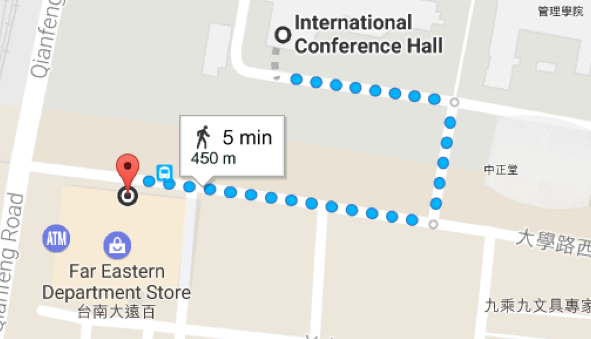 管理學院
International
Conference Hall
Qianfeng
5 min
450 m
中正堂
ATM
大學路西
Far Eastern
Department Store
台南大遠百
Qianfeng Road
九乘九文具專家